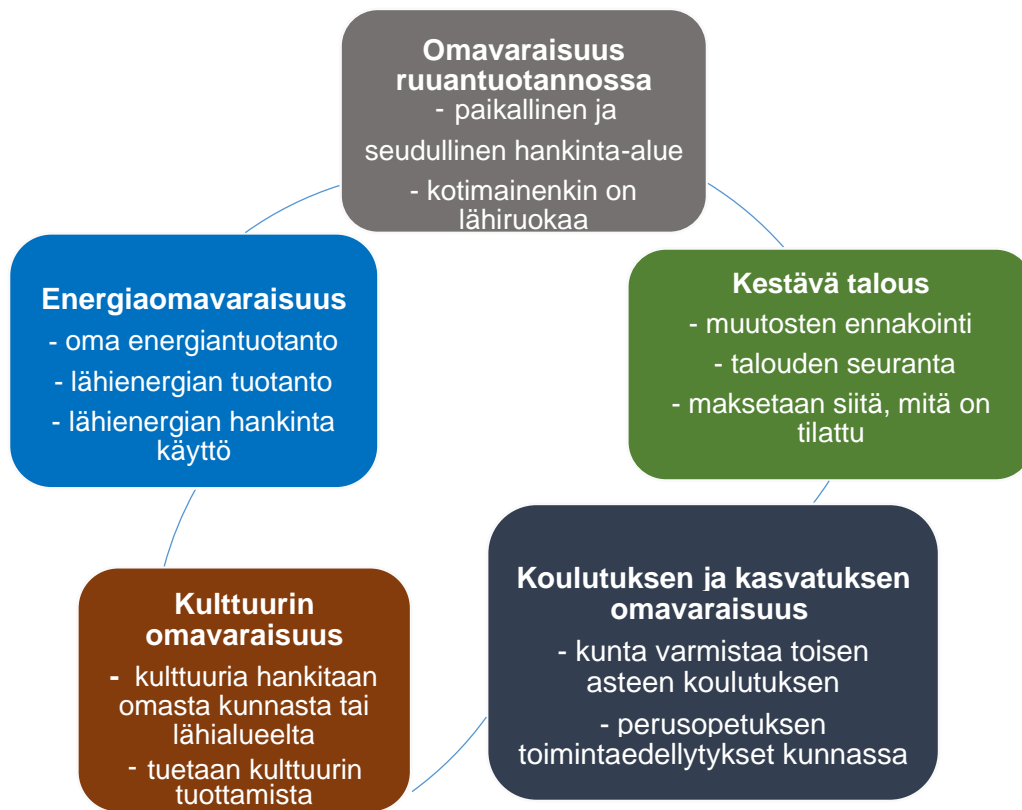 Omavaraisuus
ruuantuotannossa
- paikallinen ja
seudullinen hankinta-alue
- kotimainenkin on
lähiruokaa
Kestävä talous
- muutosten ennakointi
- talouden seuranta
- maksetaan siitä, mitä on
tilattu
Koulutuksen ja kasvatuksen
omavaraisuus
- kunta varmistaa toisen
asteen koulutuksen
- perusopetuksen
toimintaedellytykset kunnassa
Kulttuurin
omavaraisuus
- kulttuuria hankitaan
omasta kunnasta tai
lähialueelta
- tuetaan kulttuurin
tuottamista
Energiaomavaraisuus
- oma energiantuotanto
- lähienergian tuotanto
- lähienergian hankinta
käyttö